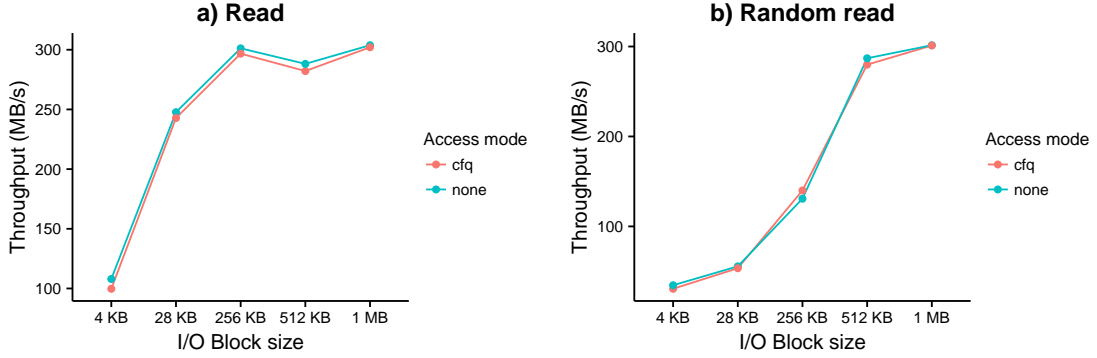 a) Read
Throughput (MB/s)
300
250
200
150
100
4 KB
28 KB
256 KB
512 KB
1 MB
I/O Block size
Access mode
cfq
none
b) Random read
Throughput (MB/s)
300
200
100
4 KB
28 KB
256 KB
512 KB
1 MB
I/O Block size
Access mode
cfq
none